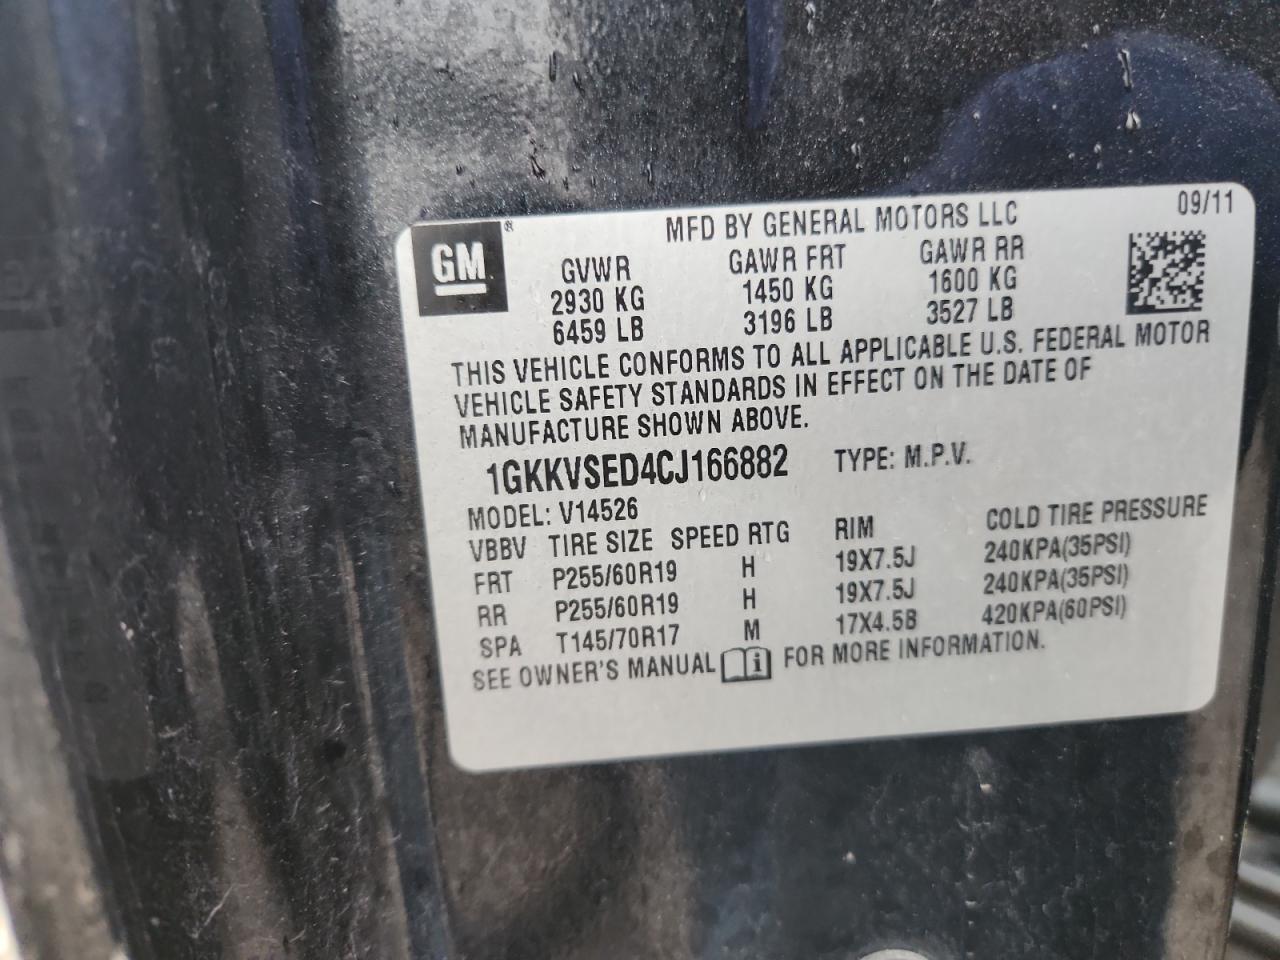 GM ®
MFD BY GENERAL MOTORS LLC 09/11
GVWR GAWR FRT GAWR RR
2930 KG 1450 KG 1600 KG
6459 LB 3196 LB 3527 LB
THIS VEHICLE CONFORMS TO ALL APPLICABLE U.S. FEDERAL MOTOR
VEHICLE SAFETY STANDARDS IN EFFECT ON THE DATE OF
MANUFACTURE SHOWN ABOVE.
1GKKVSED4CJ166882 TYPE: M.P.V.
MODEL: V14526
VBBV TIRE SIZE SPEED RTG RIM COLD TIRE PRESSURE
FRT P255/60R19 H 19X7.5J 240KPA(35PSI)
RR P255/60R19 H 19X7.5J 240KPA(35PSI)
SPA T145/70R17 M 17X4.5B 420KPA(60PSI)
SEE OWNER'S MANUAL i FOR MORE INFORMATION.